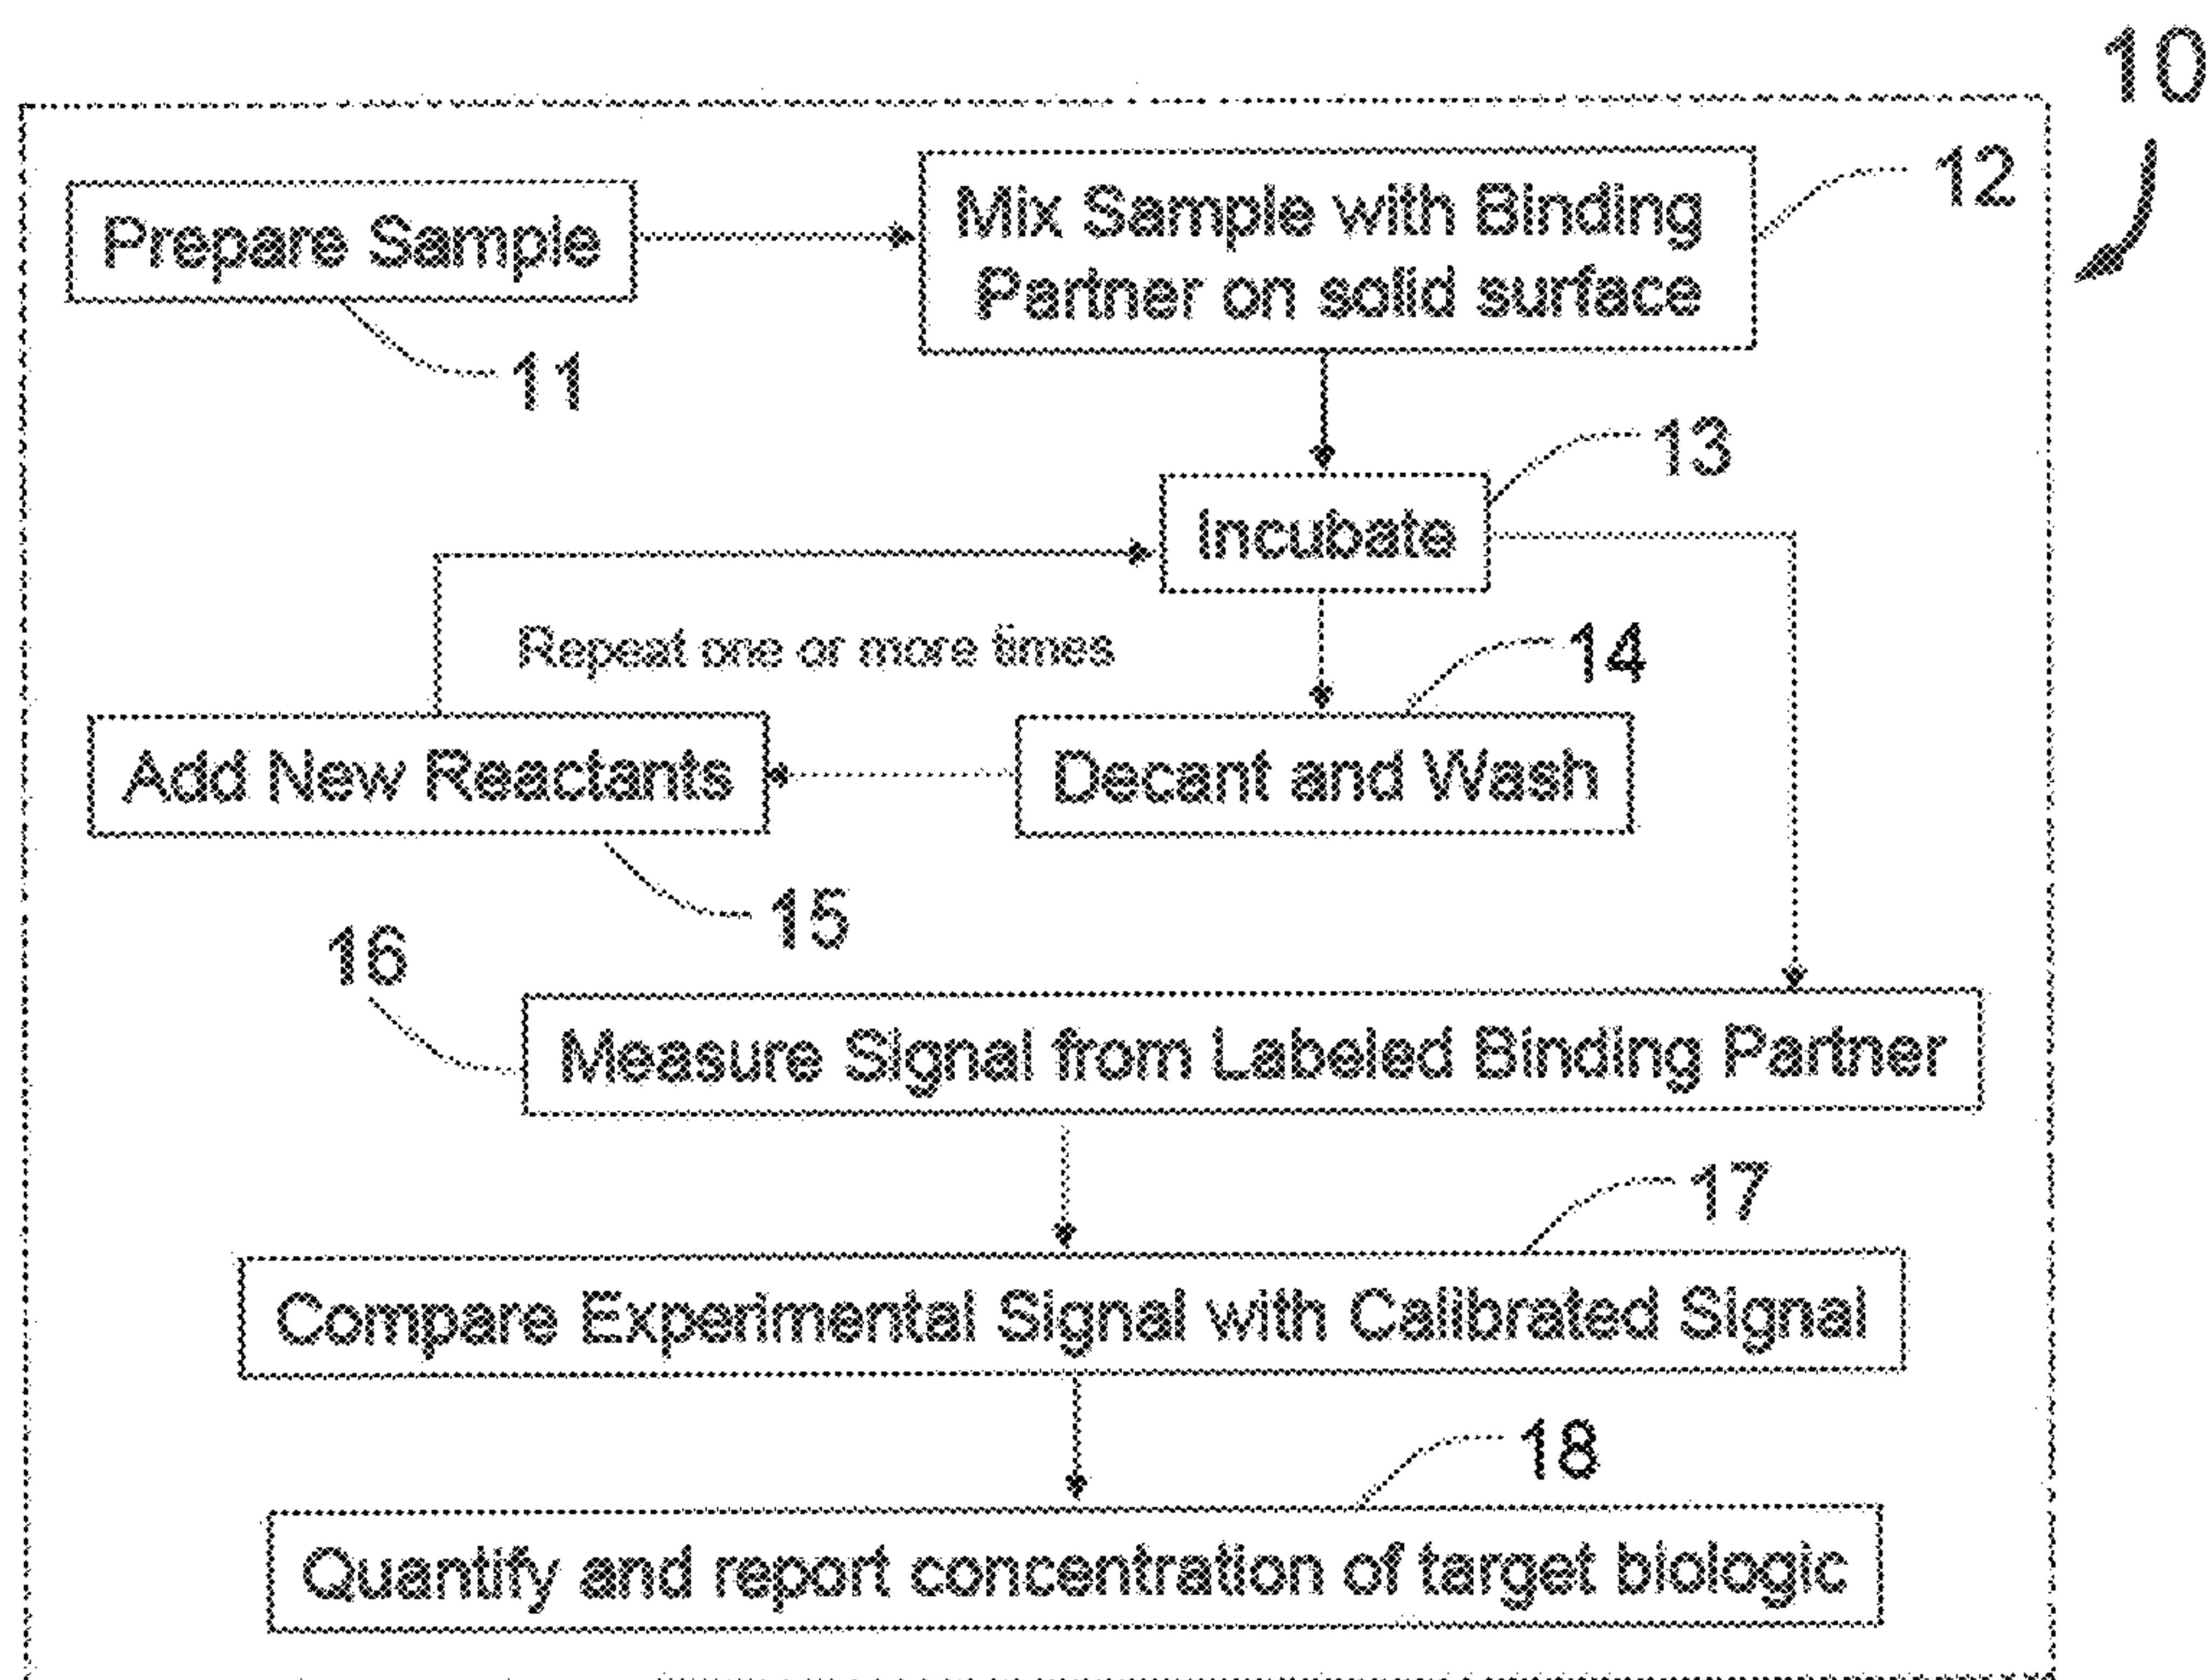 10
Prepare Sample
Mix Sample with Binding
Partner on solid surface
12
11
13
Incubate
Repeat one or more times
14
Add New Reactants
Decant and Wash
15
16
Measure Signal from Labeled Binding Partner
17
Compare Experimental Signal with Calibrated Signal
18
Quantify and report concentration of target biologic